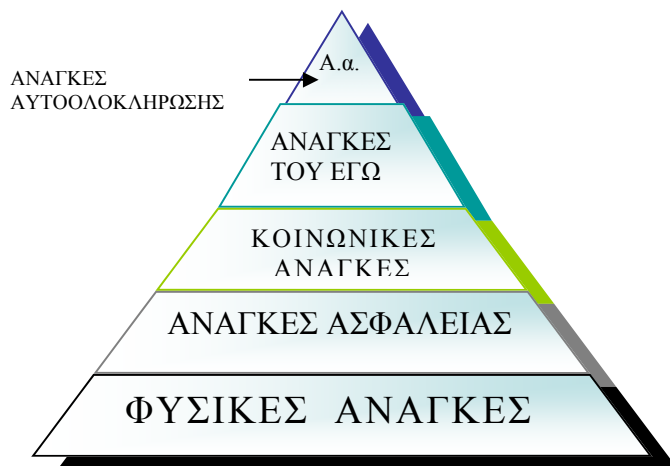 Α.α.
ΑΝΑΓΚΕΣ
ΑΥΤΟΟΛΟΚΛΗΡΩΣΗΣ
ΑΝΑΓΚΕΣ
ΤΟΥ ΕΓΩ
ΚΟΙΝΩΝΙΚΕΣ
ΑΝΑΓΚΕΣ
ΑΝΑΓΚΕΣ ΑΣΦΑΛΕΙΑΣ
ΦΥΣΙΚΕΣ ΑΝΑΓΚΕΣ